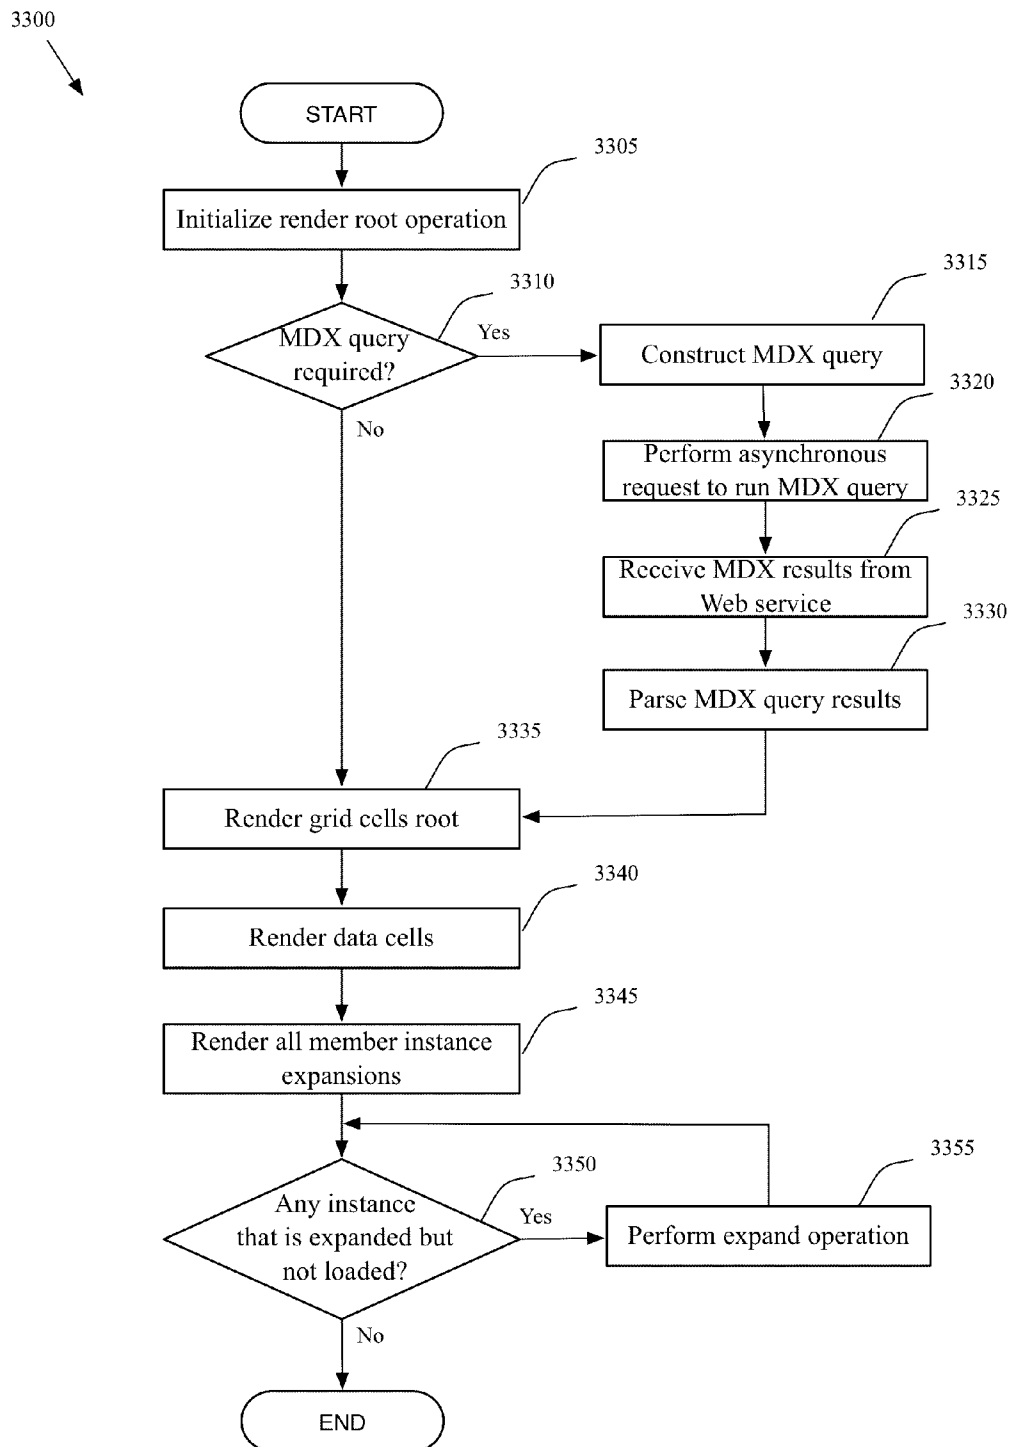 3300
START
3305
Initialize render root operation
3310
MDX query
required?
Yes
3315
Construct MDX query
3320
Perform asynchronous
request to run MDX query
3325
Receive MDX results from
Web service
3330
Parse MDX query results
No
3335
Render grid cells root
3340
Render data cells
3345
Render all member instance
expansions
3350
Any instance
that is expanded but
not loaded?
Yes
3355
Perform expand operation
No
END